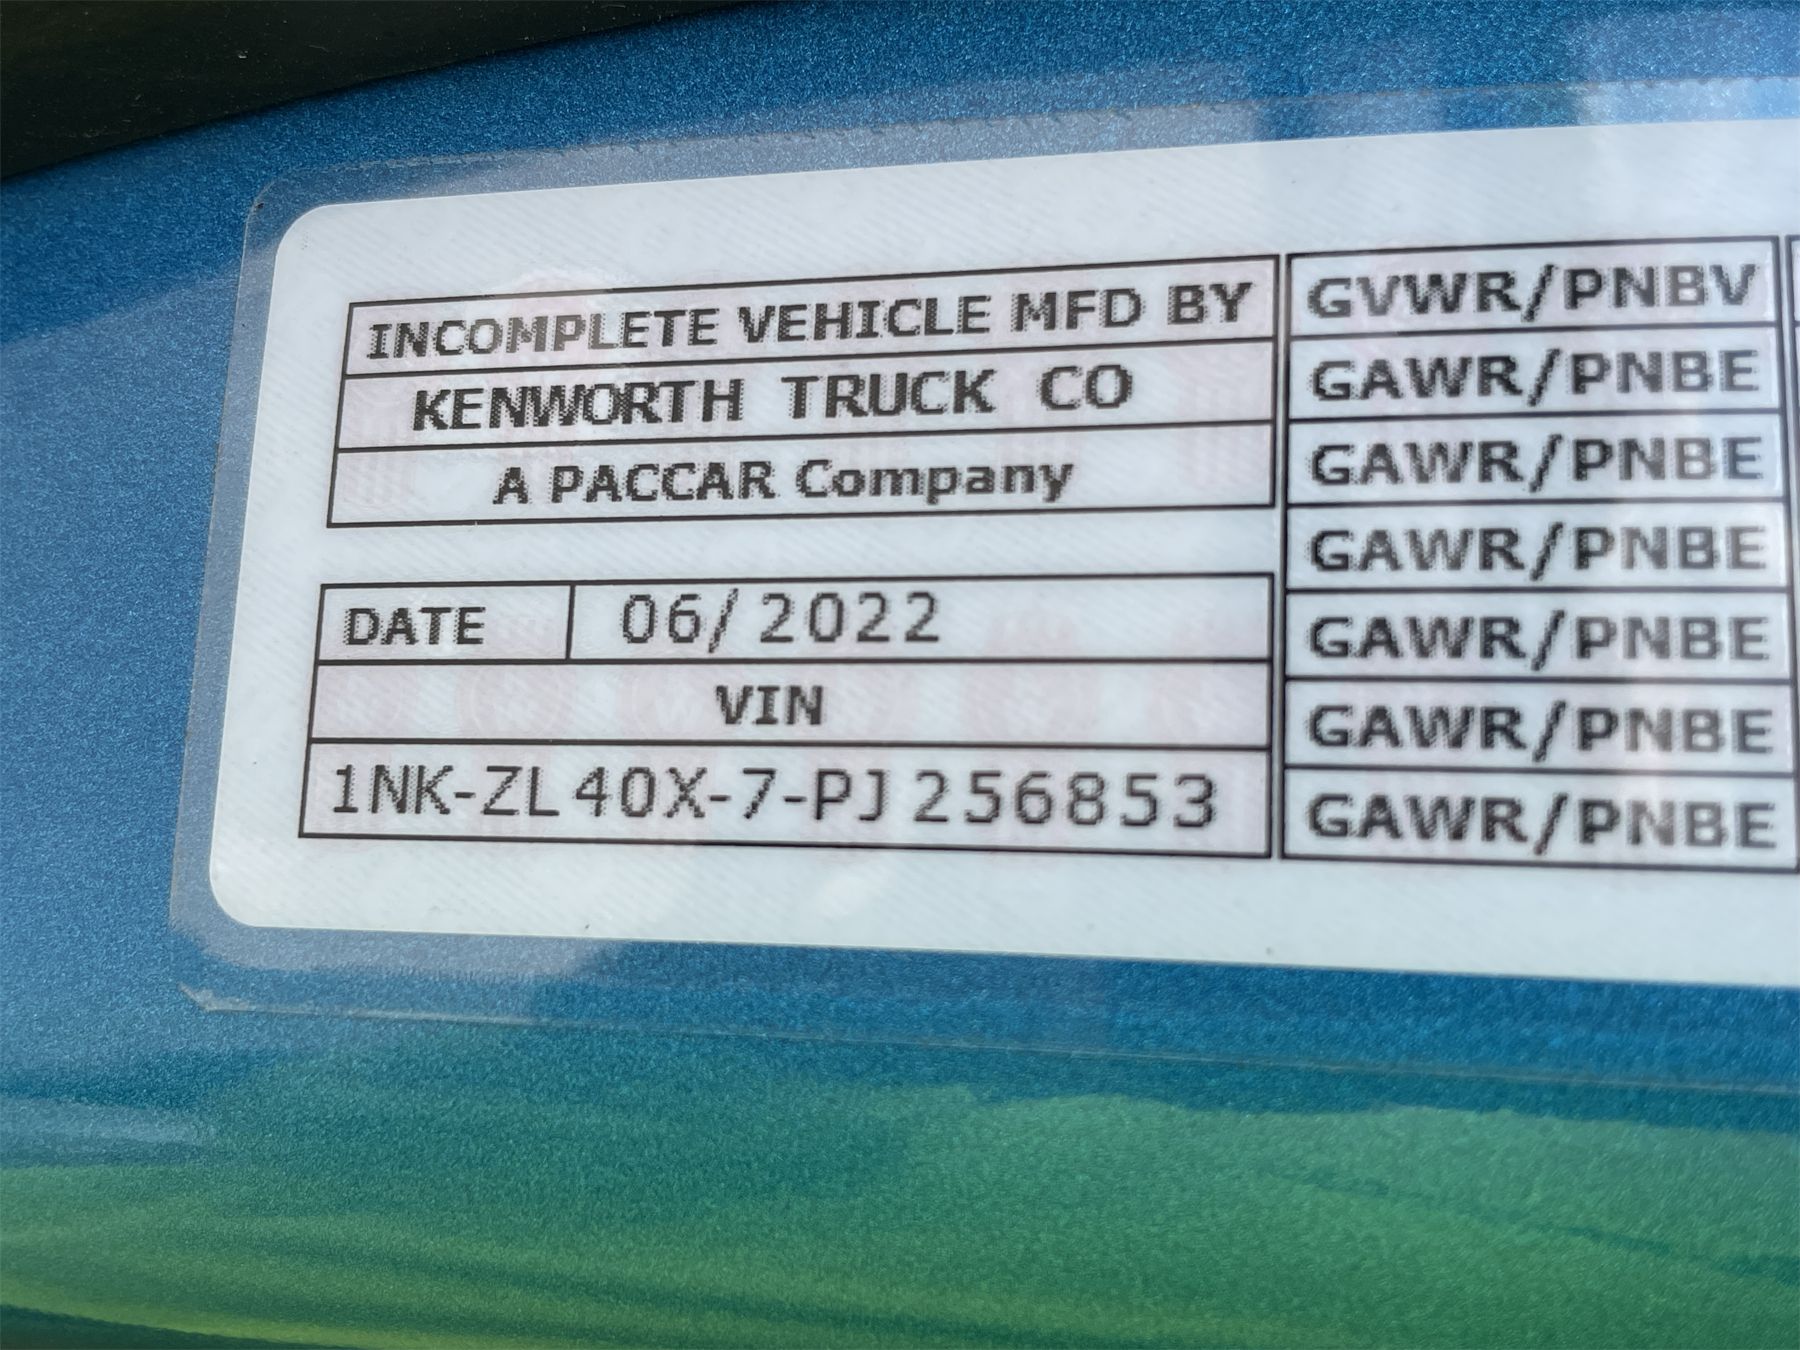 INCOMPLETE VEHICLE MFD BY
KENWORTH TRUCK CO
A PACCAR Company
DATE 06/2022
VIN
1NK-ZL40X-7-PJ256853
GVWR/PNBV
GAWR/PNBE
GAWR/PNBE
GAWR/PNBE
GAWR/PNBE
GAWR/PNBE
GAWR/PNBE